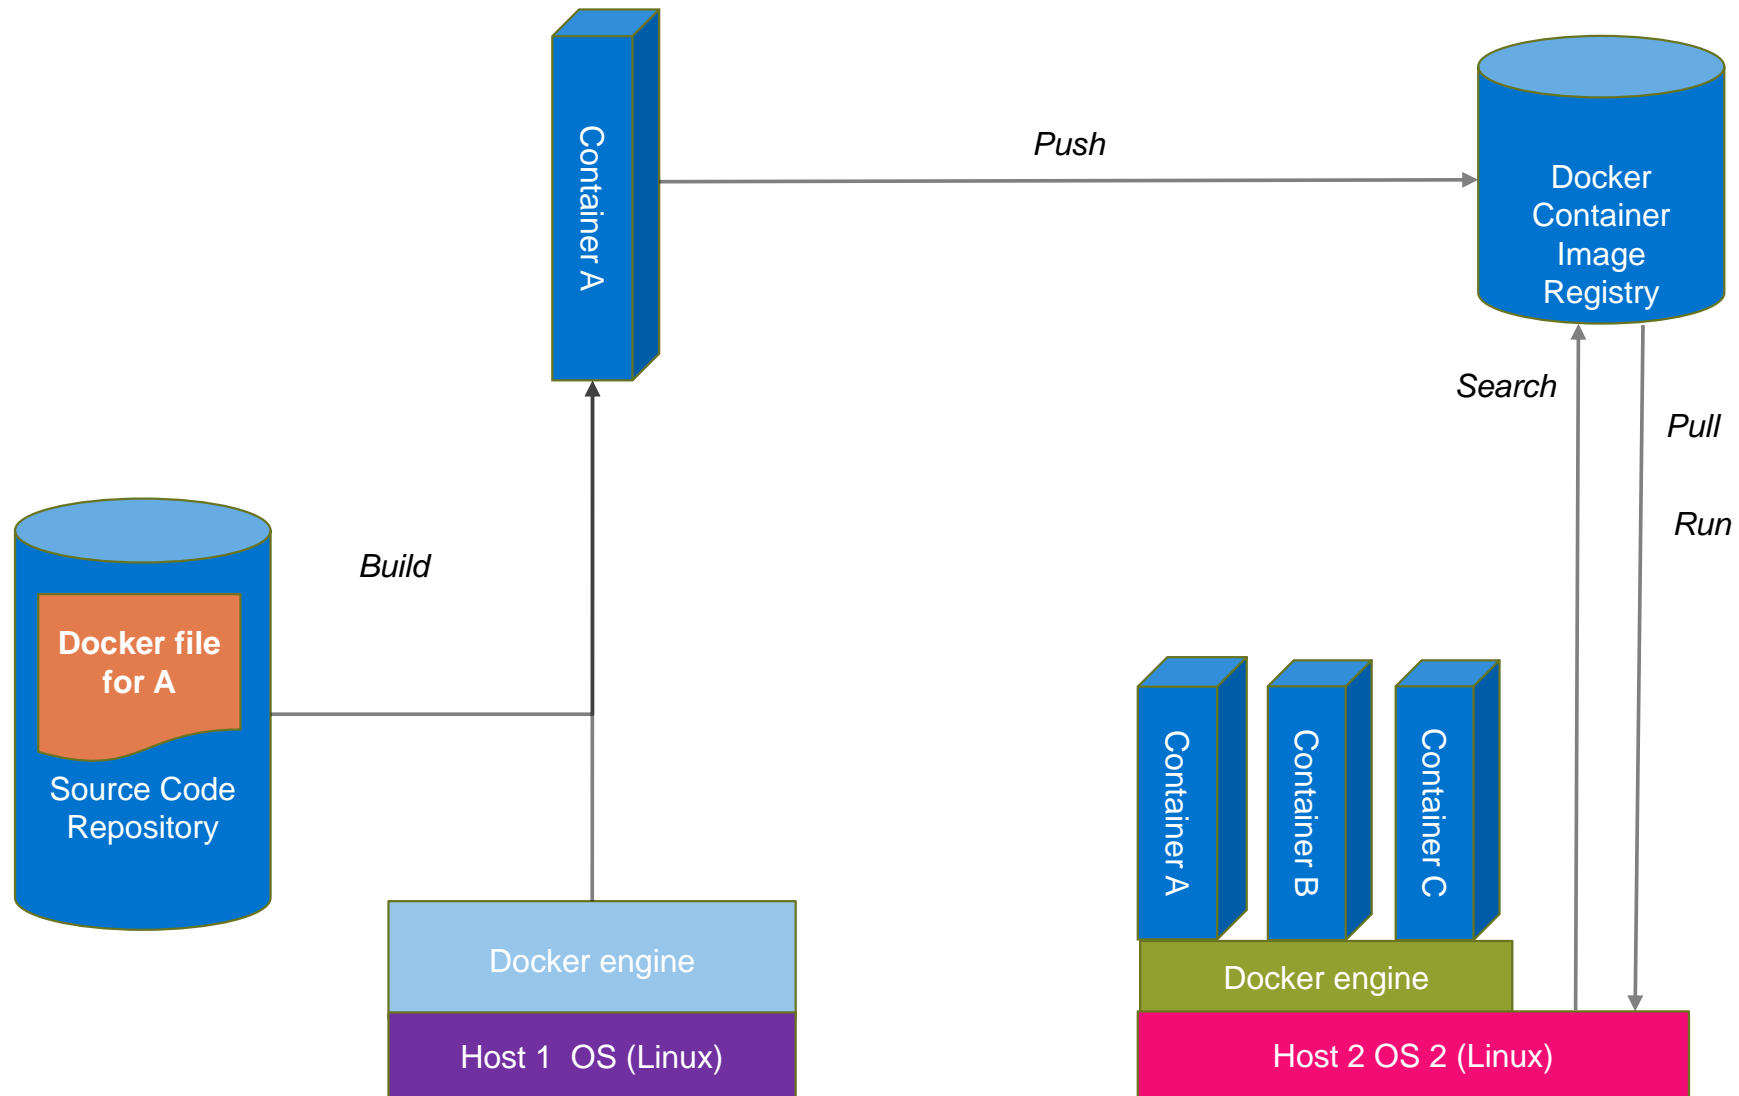 Container A
Push
Docker
Container
Image
Registry
Search
Pull
Run
Build
Docker file
for A
Source Code
Repository
Docker engine
Host 1  OS (Linux)
Container A
Container B
Container C
Docker engine
Host 2 OS 2 (Linux)